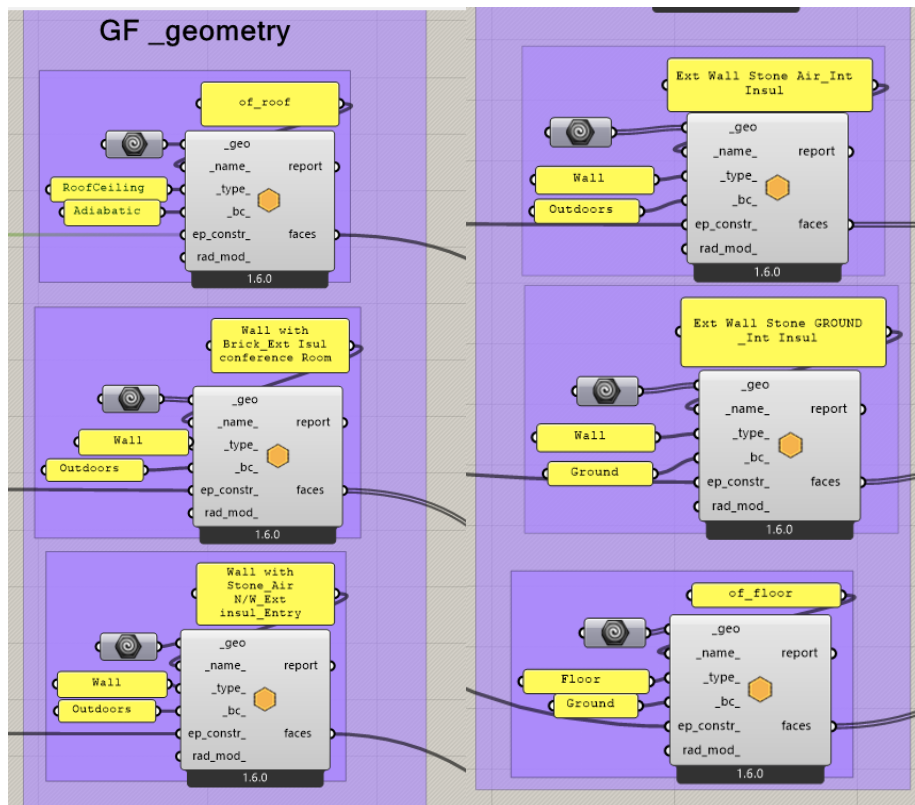 GF _geometry
of_roof
_geo
_name_
report
RoofCeiling
_type_
Adiabatic
_bc_
ep_constr_
faces
rad_mod_
1.6.0
Wall with
Brick_Ext Isul
conference Room
_geo
_name_
report
Wall
_type_
Outdoors
_bc_
ep_constr_
faces
rad_mod_
1.6.0
Wall with
Stone_Air
N/W_Ext
insul_Entry
_geo
_name_
report
Wall
_type_
Outdoors
_bc_
ep_constr_
faces
rad_mod_
1.6.0
Ext Wall Stone Air_Int
Insul
_geo
_name_
report
Wall
_type_
Outdoors
_bc_
ep_constr_
faces
rad_mod_
1.6.0
Ext Wall Stone GROUND
_Int Insul
_geo
_name_
report
Wall
_type_
Ground
_bc_
ep_constr_
faces
rad_mod_
1.6.0
of_floor
_geo
_name_
report
Floor
_type_
Ground
_bc_
ep_constr_
faces
rad_mod_
1.6.0